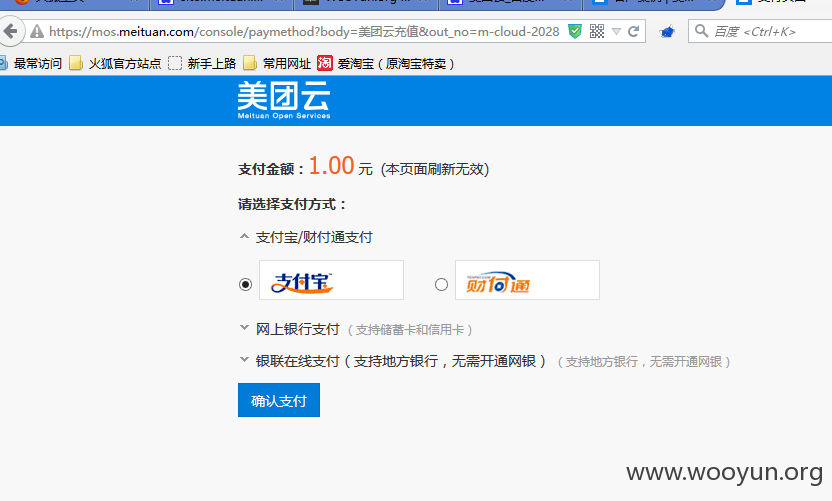 https://mos.meituan.com/console/paymethod?body=美团云充值&out_no=m-cloud-2028
百度 <Ctrl+K>
最常访问 火狐官方站点 新手上路 常用网址 淘 爱淘宝（原淘宝特卖）
美团云
Meituan Open Services
支付金额：1.00 元 (本页面刷新无效)
请选择支付方式：
支付宝/财付通支付
支付宝 财付通
网上银行支付（支持储蓄卡和信用卡）
银联在线支付（支持地方银行，无需开通网银）（支持地方银行，无需开通网银）
确认支付
www.wooyun.org